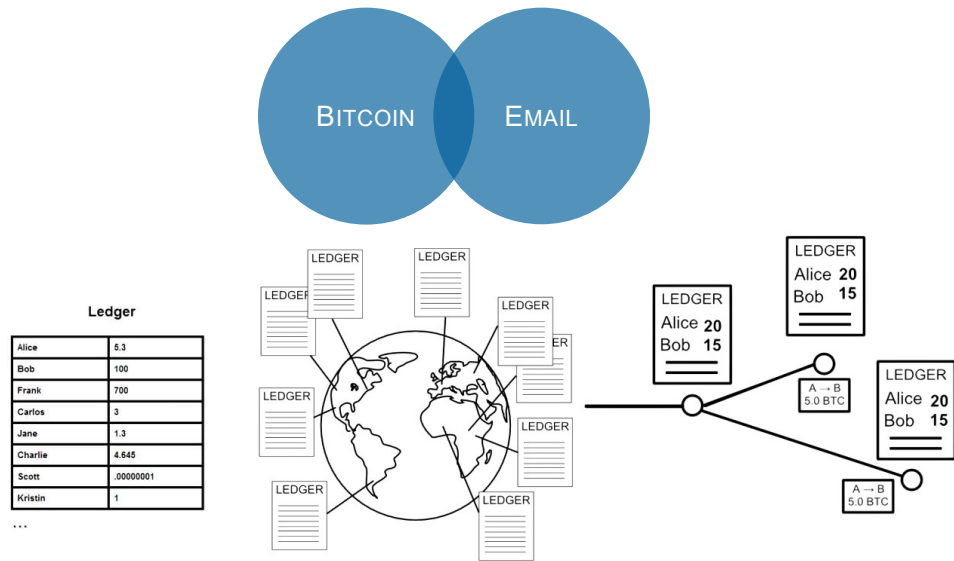 BITCOIN
EMAIL
Ledger
Alice 5.3
Bob 100
Frank 700
Carlos 3
Jane 1.3
Charlie 4.645
Scott .00000001
Kristin 1
...
LEDGER
LEDGER
LEDGER
LEDGER
LEDGER
LEDGER
LEDGER
LEDGER
LEDGER
LEDGER
Alice 20
Bob 15
LEDGER
Alice 20
Bob 15
A → B
5.0 BTC
LEDGER
Alice 20
Bob 15
A → B
5.0 BTC